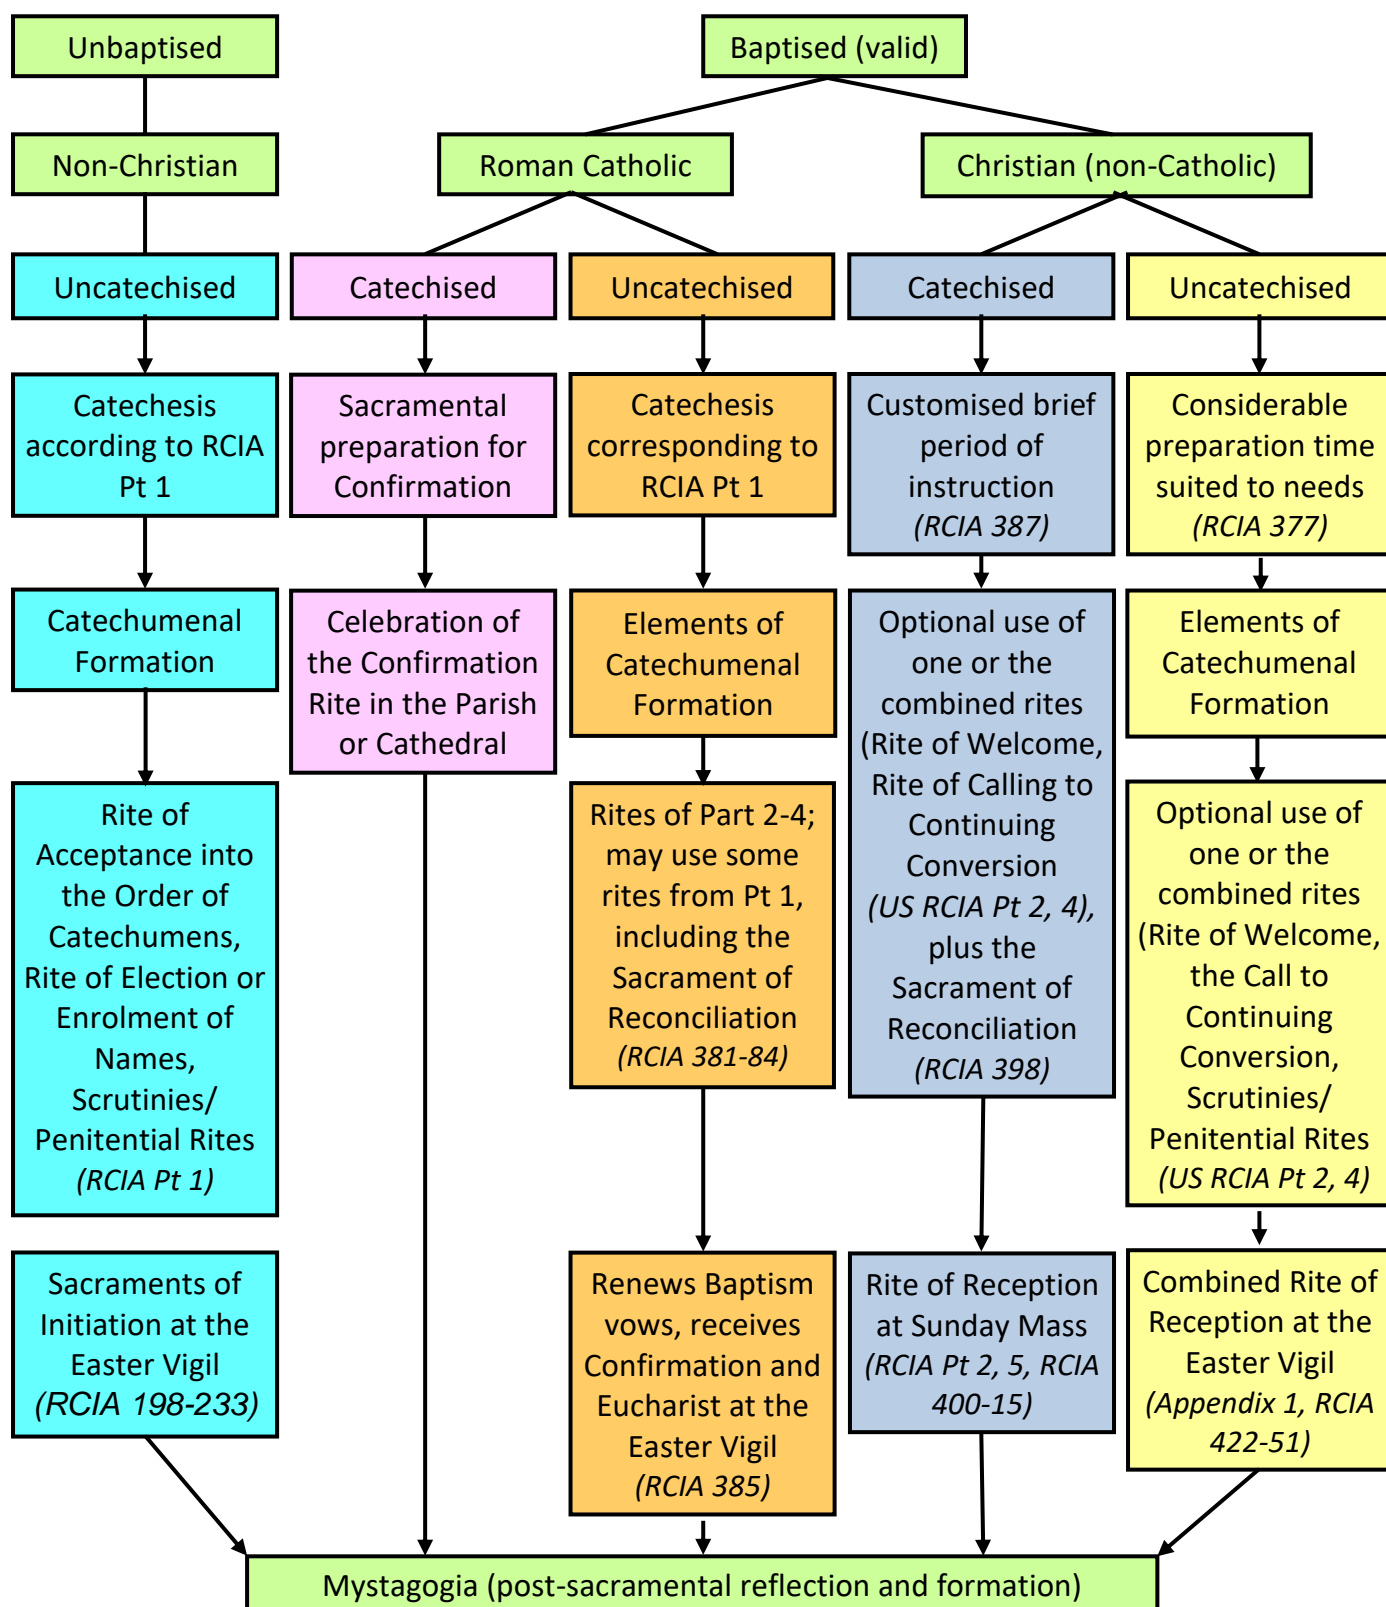 Unbaptised
Baptised (valid)
Non-Christian
Roman Catholic
Christian (non-Catholic)
Uncatechised
Catechised
Uncatechised
Catechised
Uncatechised
Catechesis
according to RCIA
Pt 1
Sacramental
preparation for
Confirmation
Catechesis
corresponding to
RCIA Pt 1
Customised brief
period of
instruction
(RCIA 387)
Considerable
preparation time
suited to needs
(RCIA 377)
Catechumenal
Formation
Celebration of
the Confirmation
Rite in the Parish
or Cathedral
Elements of
Catechumenal
Formation
Optional use of
one or the
combined rites
(Rite of Welcome,
Rite of Calling to
Continuing
Conversion
(US RCIA Pt 2, 4),
plus the
Sacrament of
Reconciliation
(RCIA 398)
Elements of
Catechumenal
Formation
Rite of
Acceptance into
the Order of
Catechumens,
Rite of Election or
Enrolment of
Names,
Scrutinies/
Penitential Rites
(RCIA Pt 1)
Rites of Part 2-4;
may use some
rites from Pt 1,
including the
Sacrament of
Reconciliation
(RCIA 381-84)
Optional use of
one or the
combined rites
(Rite of Welcome,
the Call to
Continuing
Conversion,
Scrutinies/
Penitential Rites
(US RCIA Pt 2, 4)
Sacraments of
Initiation at the
Easter Vigil
(RCIA 198-233)
Renews Baptism
vows, receives
Confirmation and
Eucharist at the
Easter Vigil
(RCIA 385)
Rite of Reception
at Sunday Mass
(RCIA Pt 2, 5, RCIA
400-15)
Combined Rite of
Reception at the
Easter Vigil
(Appendix 1, RCIA
422-51)
Mystagogia (post-sacramental reflection and formation)